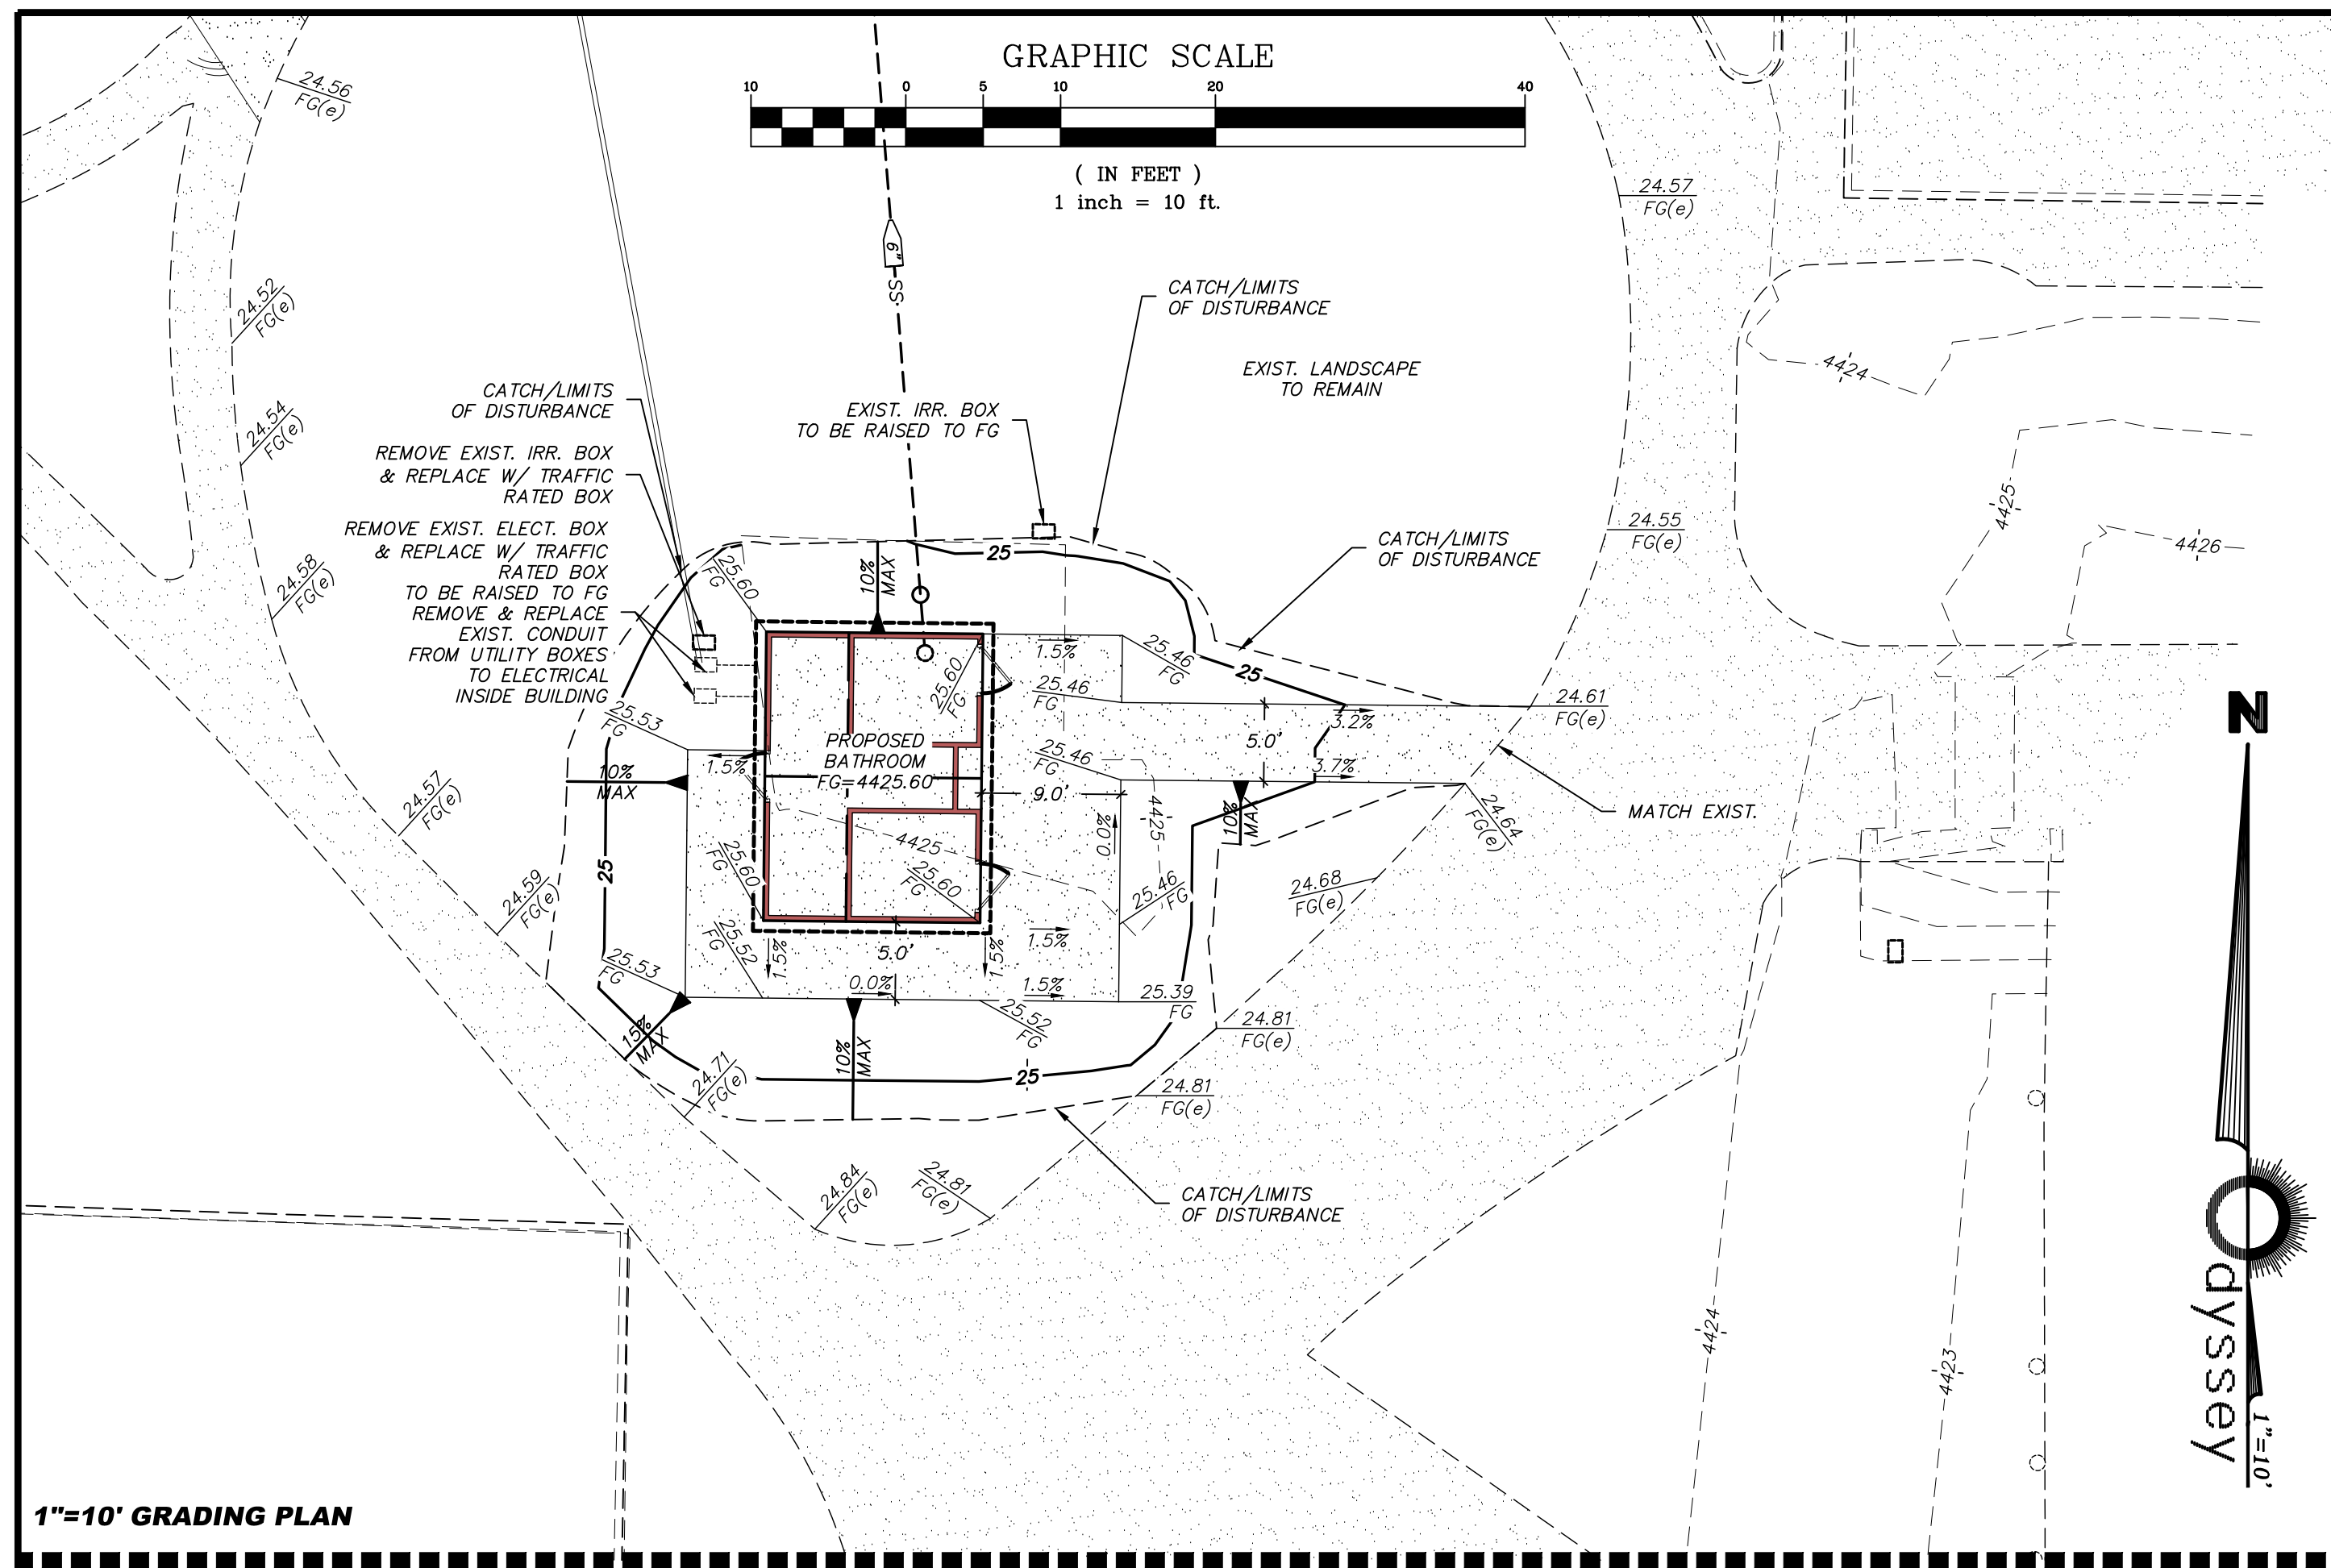 GRAPHIC SCALE
10 0 5 10 20 40
( IN FEET )
1 inch = 10 ft.
24.56
FG(e)
24.57
FG(e)
6"
SS
24.52
FG(e)
CATCH/LIMITS
OF DISTURBANCE
EXIST. LANDSCAPE
TO REMAIN
4424
CATCH/LIMITS
OF DISTURBANCE
EXIST. IRR. BOX
TO BE RAISED TO FG
24.54
FG(e)
REMOVE EXIST. IRR. BOX
& REPLACE W/ TRAFFIC
RATED BOX
4425
24.55
FG(e)
4426
REMOVE EXIST. ELECT. BOX
& REPLACE W/ TRAFFIC
RATED BOX
TO BE RAISED TO FG
REMOVE & REPLACE
EXIST. CONDUIT
FROM UTILITY BOXES
TO ELECTRICAL
INSIDE BUILDING
CATCH/LIMITS
OF DISTURBANCE
25
24.58
FG(e)
25.60
FG
10%
MAX
1.5%
25.46
FG
25
25.60
FG
25.46
FG
24.61
FG(e)
25.53
FG
3.2%
5.0'
N
PROPOSED
BATHROOM
FG=4425.60
25.46
FG
1.5%
3.7%
10%
MAX
9.0'
4425
10%
MAX
24.64
FG(e)
MATCH EXIST.
24.57
FG(e)
0.0%
4425
25.60
FG
25.60
FG
25
25.46
FG
24.68
FG(e)
24.59
FG(e)
25.52
FG
1.5%
5.0'
1.5%
1.5%
25.53
FG
0.0%
1.5%
25.39
FG
25.52
FG
24.81
FG(e)
15%
MAX
10%
MAX
25
24.71
FG(e)
24.81
FG(e)
24.84
FG(e)
24.81
FG(e)
CATCH/LIMITS
OF DISTURBANCE
4424
4423
Odyssey
1"=10'
1"=10' GRADING PLAN